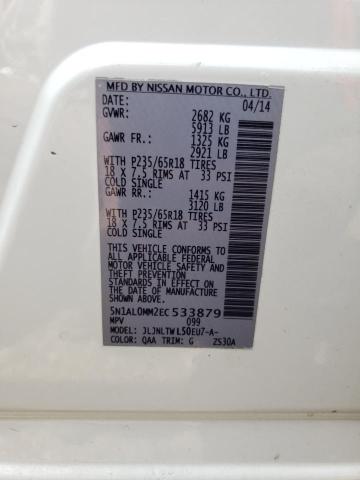 MFD BY NISSAN MOTOR CO., LTD.
DATE: 04/14
GVWR: 2682 KG
5913 LB
GAWR FR.: 1325 KG
2921 LB
WITH P235/65R18 TIRES
18 X 7.5 RIMS AT 33 PSI
COLD SINGLE
GAWR RR.: 1415 KG
3120 LB
WITH P235/65R18 TIRES
18 X 7.5 RIMS AT 33 PSI
COLD SINGLE
THIS VEHICLE CONFORMS TO
ALL APPLICABLE FEDERAL
MOTOR VEHICLE SAFETY AND
THEFT PREVENTION
STANDARDS IN EFFECT ON
THE DATE OF MANUFACTURE
SHOWN ABOVE.
5N1AL0MM2EC533879
MPV 099
MODEL: JLJNLTWL50EU7-A-
COLOR: QAA TRIM: G ZS30A